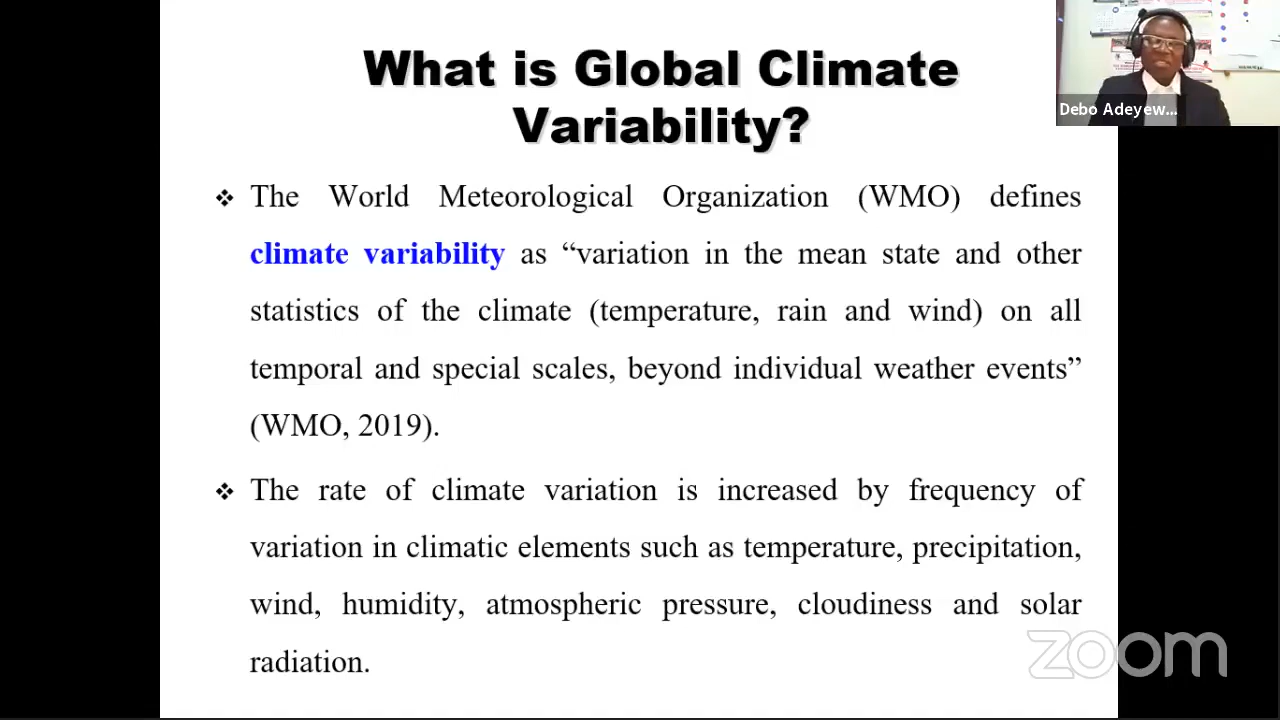 What is Global Climate
Variability?
Debo Adeyew...
❖ The World Meteorological Organization (WMO) defines
climate variability as “variation in the mean state and other
statistics of the climate (temperature, rain and wind) on all
temporal and special scales, beyond individual weather events”
(WMO, 2019).
❖ The rate of climate variation is increased by frequency of
variation in climatic elements such as temperature, precipitation,
wind, humidity, atmospheric pressure, cloudiness and solar
radiation.
zoom